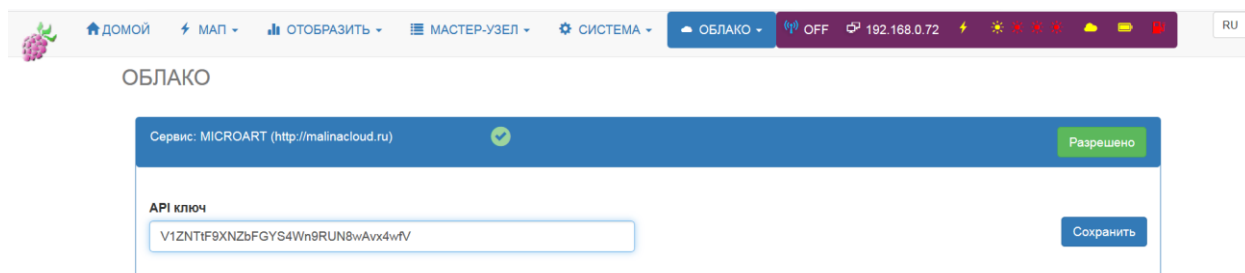 ДОМОЙ МАП ОТОБРАЗИТЬ МАСТЕР-УЗЕЛ СИСТЕМА ОБЛАКО OFF 192.168.0.72 RU
ОБЛАКО
Сервис: MICROART (http://malinacloud.ru) Разрешено
API ключ
V1ZNTtF9XNZbFGYS4Wn9RUN8wAvx4wfV Сохранить